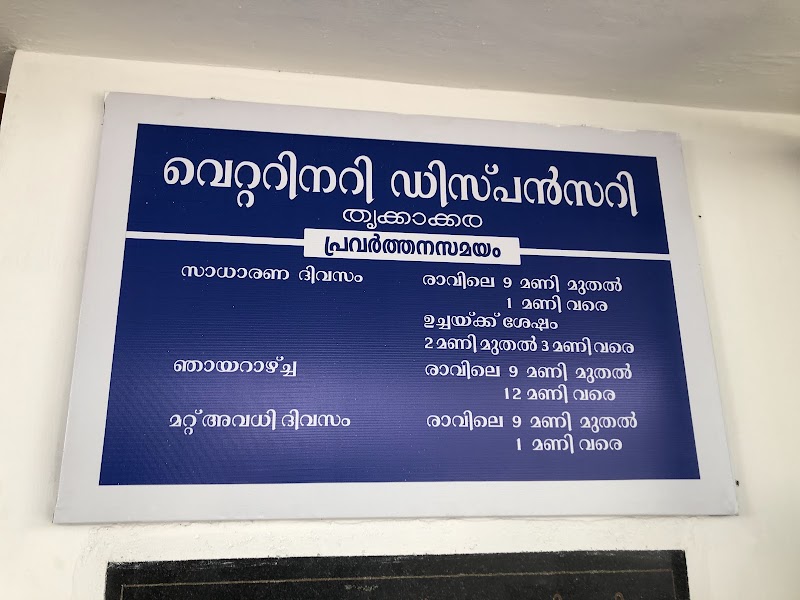 വെറ്ററിനറി ഡിസ്പൻസറി
തൃക്കാക്കര
പ്രവർത്തനസമയം
സാധാരണ ദിവസം രാവിലെ 9 മണി മുതൽ
1 മണി വരെ
ഉച്ചയ്ക്ക് ശേഷം
2 മണി മുതൽ 3 മണി വരെ
ഞായറാഴ്ച്ച രാവിലെ 9 മണി മുതൽ
12 മണി വരെ
മറ്റ് അവധി ദിവസം രാവിലെ 9 മണി മുതൽ
1 മണി വരെ